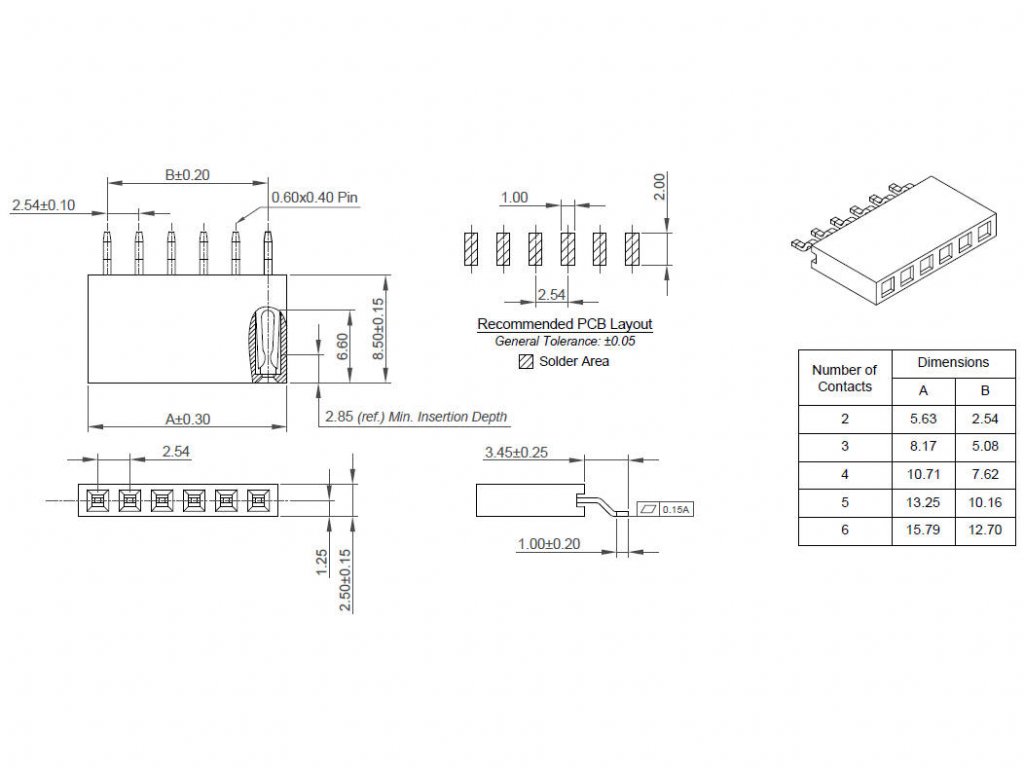 B±0.20
2.54±0.10
0.60x0.40 Pin
6.60
8.50±0.15
A±0.30
2.85 (ref.) Min. Insertion Depth
1.00
2.00
2.54
Recommended PCB Layout
General Tolerance: ±0.05
Solder Area
2.54
1.25
2.50±0.15
3.45±0.25
0.15A
1.00±0.20
Number of Contacts Dimensions
A B
2 5.63 2.54
3 8.17 5.08
4 10.71 7.62
5 13.25 10.16
6 15.79 12.70